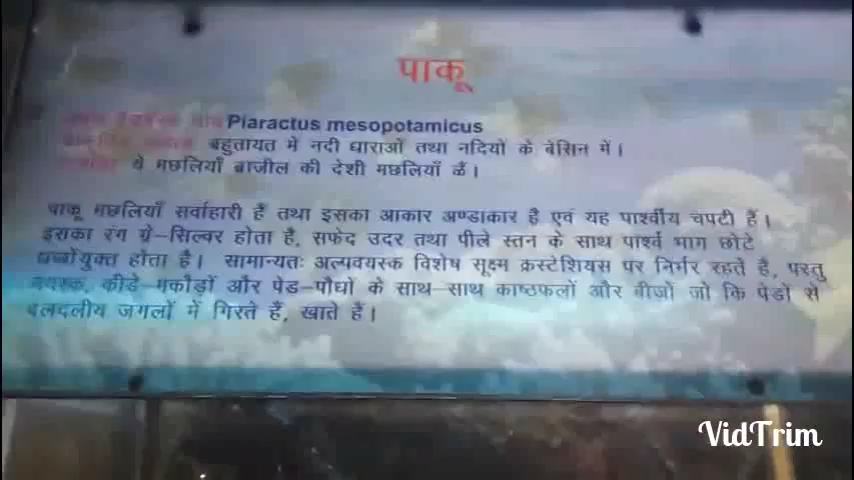 पाकू
Piaractus mesopotamicus
बहुतायत में नदी धाराओं तथा नदियों के बेसिन में।
ये मछलियाँ ब्राजील की देशी मछलियाँ हैं।
पाकू मछलियाँ सर्वाहारी हैं तथा इसका आकार अण्डाकार है एवं यह पार्श्वीय चपटी हैं।
इसका रंग ग्रे–सिल्वर होता है, सफेद उदर तथा पीले स्तन के साथ पार्श्व भाग छोटे
धब्बोंयुक्त होता है। सामान्यतः अल्पवयस्क विशेष सूक्ष्म क्रस्टेशियस पर निर्भर रहते हैं, परन्तु
वयस्क, कीडे–मकौड़ों और पेड–पौधों के साथ–साथ काष्ठफलों और बीजों जो कि पेडों से
दलदलीय जगलों में गिरते हैं, खाते हैं।
VidTrim